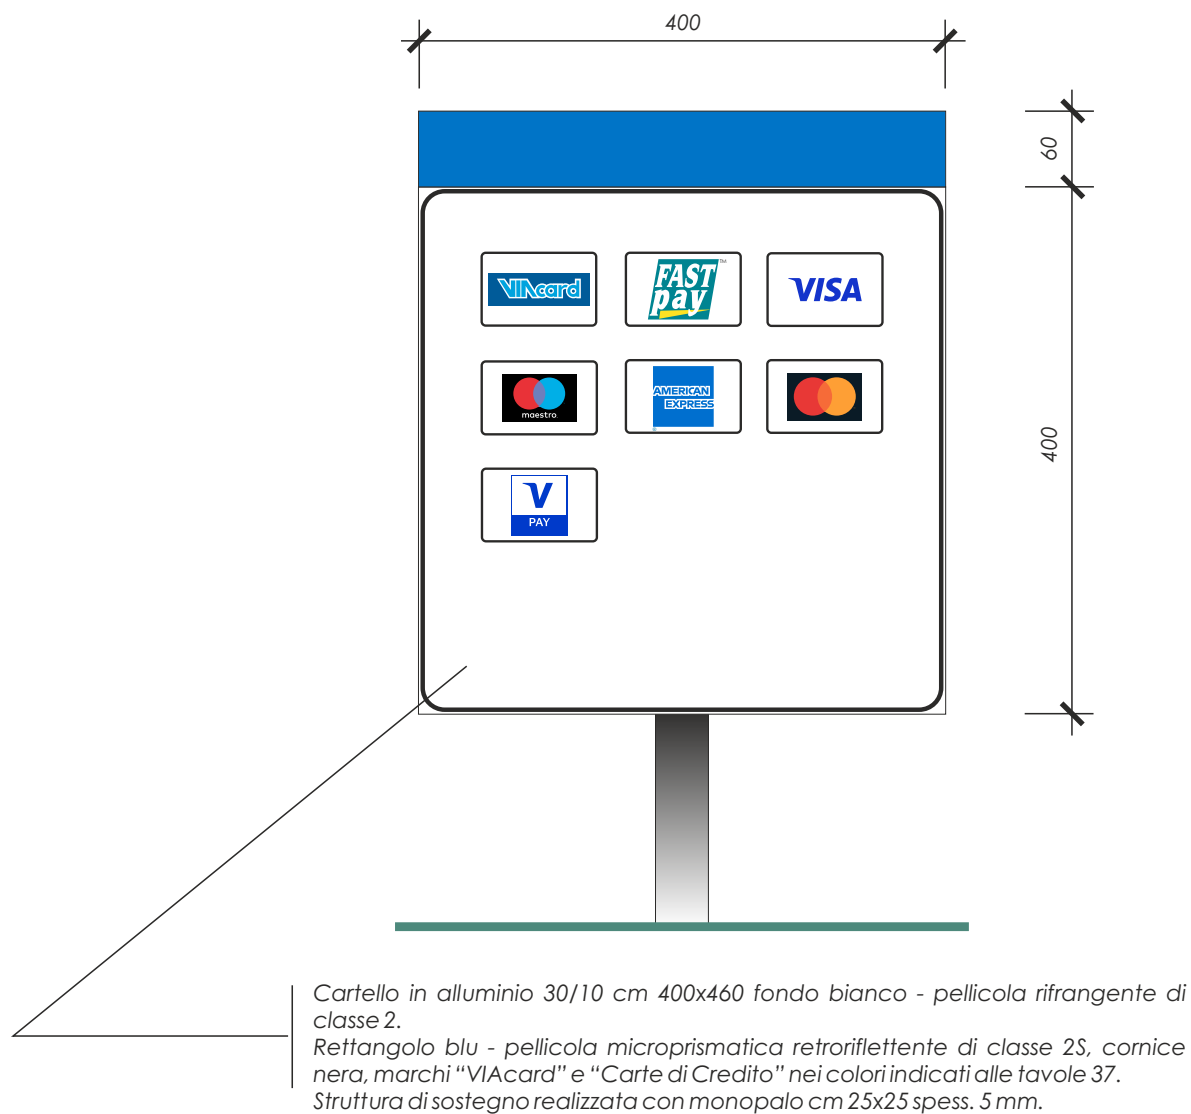 400
60
VIAcard
FAST
pay
TM
VISA
maestro
AMERICAN
EXPRESS
400
V
PAY
Cartello in alluminio 30/10 cm 400x460 fondo bianco - pellicola rifrangente di
classe 2.
Rettangolo blu - pellicola microprismatica retroriflettente di classe 2S, cornice
nera, marchi “VIAcard” e “Carte di Credito” nei colori indicati alle tavole 37.
Struttura di sostegno realizzata con monopalo cm 25x25 spess. 5 mm.